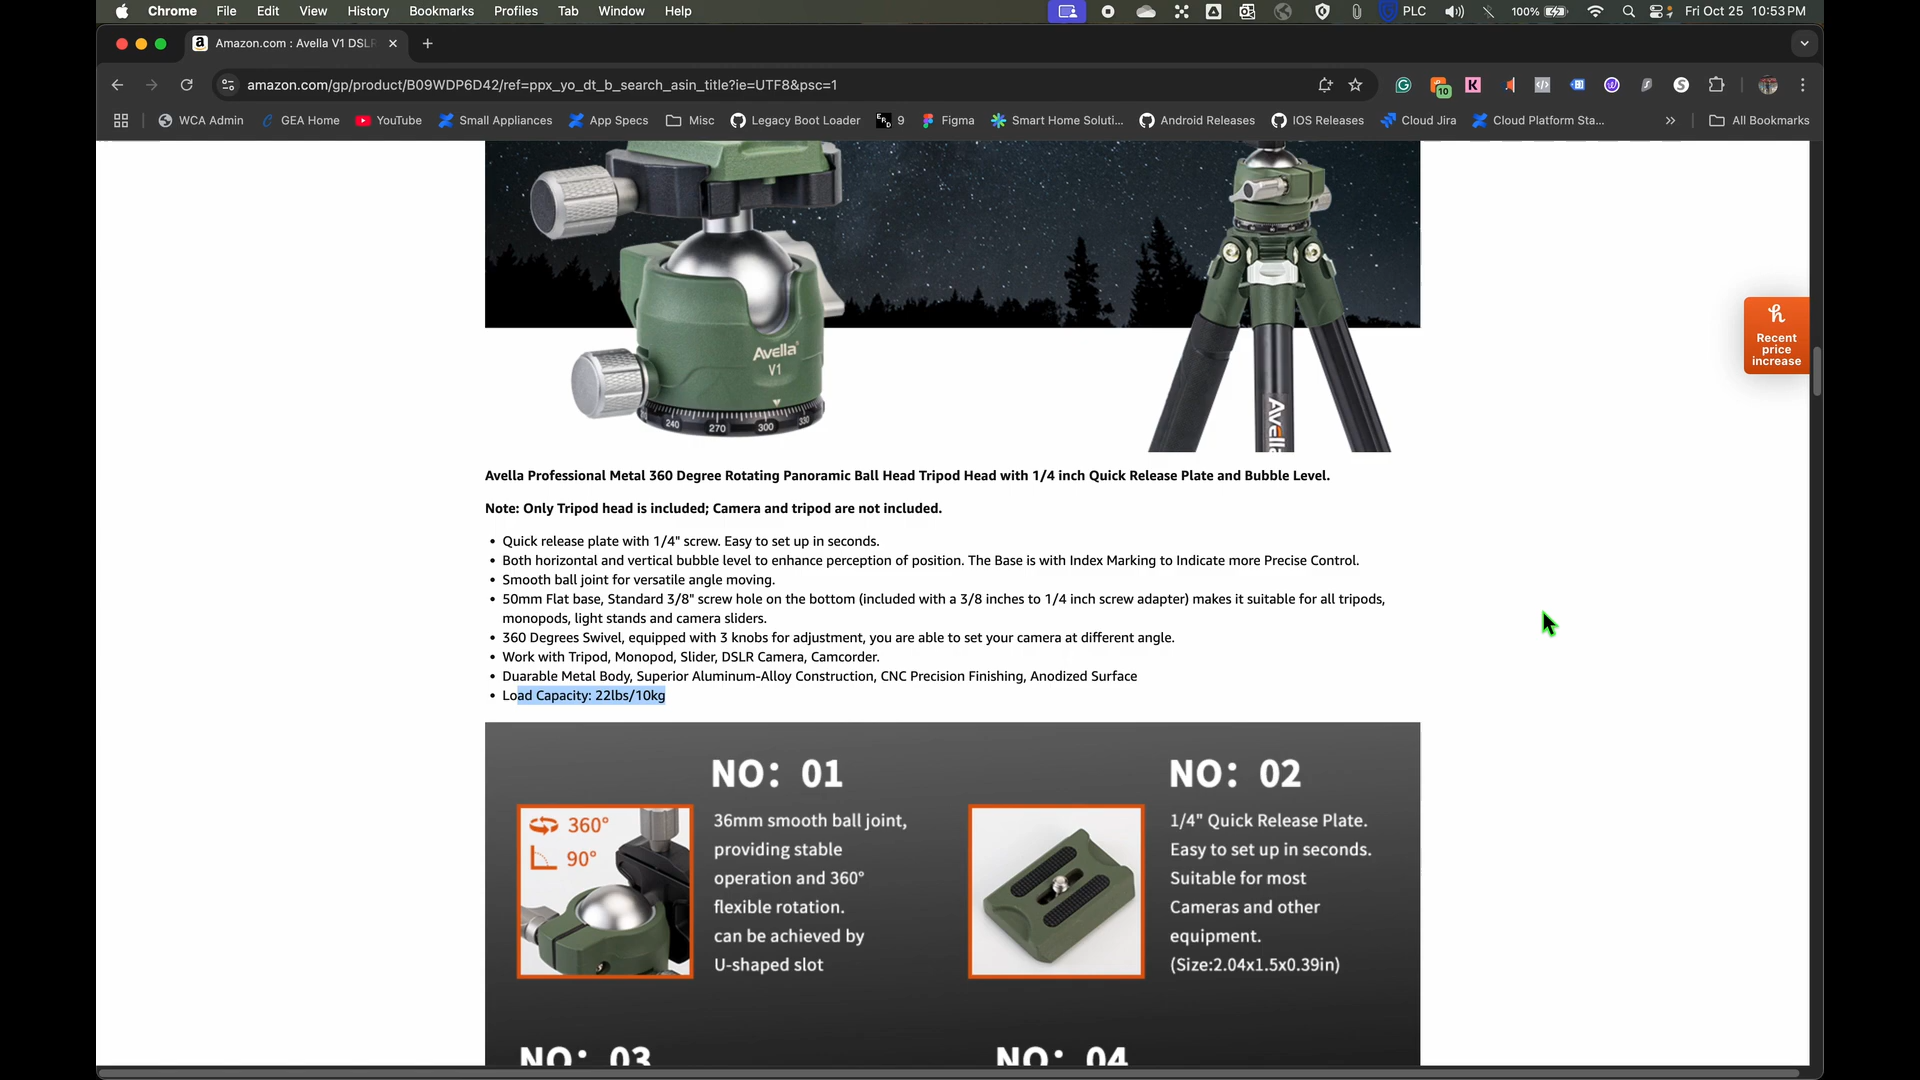 Chrome File Edit View History Bookmarks Profiles Tab Window Help PLC 100% Fri Oct 25 10:53 PM
Amazon.com : Avella V1 DSLR
amazon.com/gp/product/B09WDP6D42/ref=ppx_yo_dt_b_search_asin_title?ie=UTF8&psc=1
10
WCA Admin GEA Home YouTube Small Appliances App Specs Misc Legacy Boot Loader 9 Figma Smart Home Soluti... Android Releases IOS Releases Cloud Jira Cloud Platform Sta... » All Bookmarks
Recent
price
increase
Avella
V1
240 270 300 330
Avella
Avella Professional Metal 360 Degree Rotating Panoramic Ball Head Tripod Head with 1/4 inch Quick Release Plate and Bubble Level.
Note: Only Tripod head is included; Camera and tripod are not included.
• Quick release plate with 1/4" screw. Easy to set up in seconds.
• Both horizontal and vertical bubble level to enhance perception of position. The Base is with Index Marking to Indicate more Precise Control.
• Smooth ball joint for versatile angle moving.
• 50mm Flat base, Standard 3/8" screw hole on the bottom (included with a 3/8 inches to 1/4 inch screw adapter) makes it suitable for all tripods,
monopods, light stands and camera sliders.
• 360 Degrees Swivel, equipped with 3 knobs for adjustment, you are able to set your camera at different angle.
• Work with Tripod, Monopod, Slider, DSLR Camera, Camcorder.
• Duarable Metal Body, Superior Aluminum-Alloy Construction, CNC Precision Finishing, Anodized Surface
• Load Capacity: 22lbs/10kg
NO：01
360°
90°
36mm smooth ball joint,
providing stable
operation and 360°
flexible rotation.
can be achieved by
U-shaped slot
NO：02
1/4" Quick Release Plate.
Easy to set up in seconds.
Suitable for most
Cameras and other
equipment.
(Size:2.04x1.5x0.39in)
NO：03
NO：04